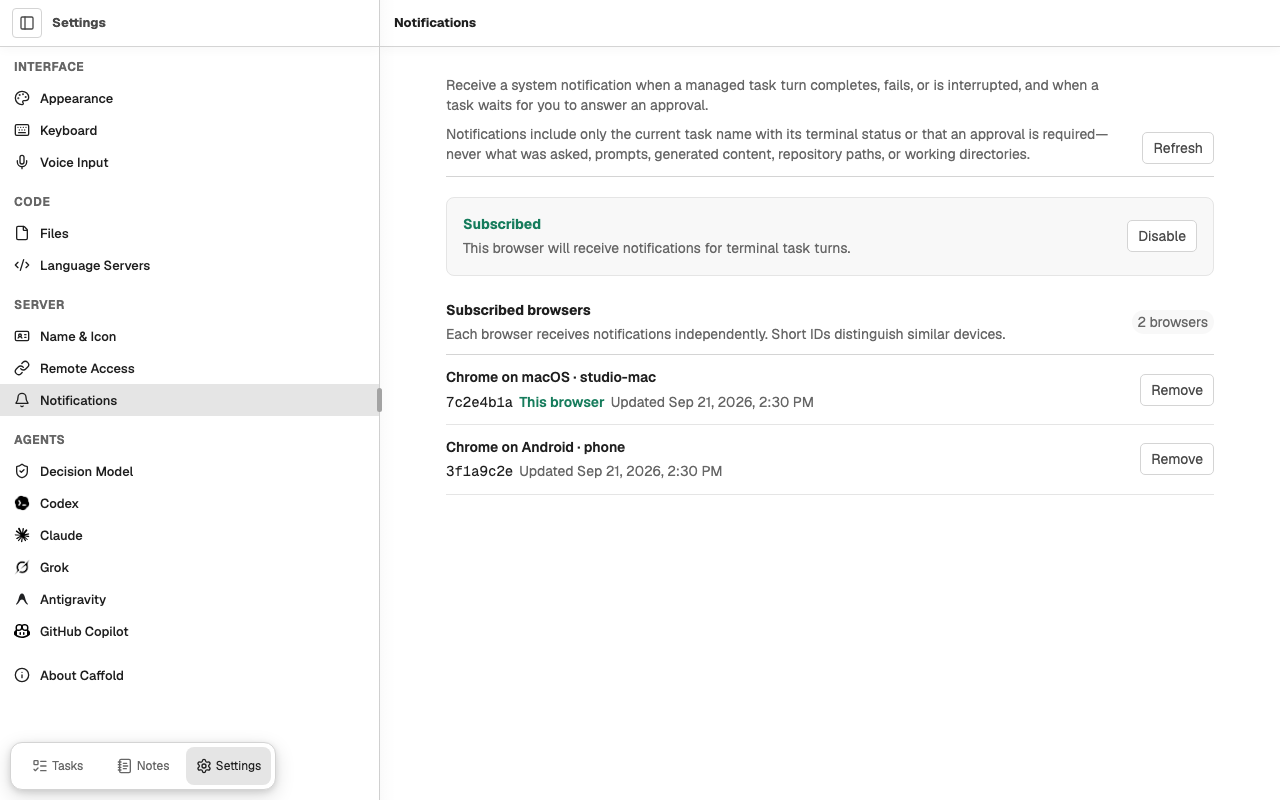 Settings
Notifications
INTERFACE
Appearance
Keyboard
Voice Input
CODE
Files
Language Servers
SERVER
Name & Icon
Remote Access
Notifications
AGENTS
Decision Model
Codex
Claude
Grok
Antigravity
GitHub Copilot
About Caffold
Tasks
Notes
Settings
Receive a system notification when a managed task turn completes, fails, or is interrupted, and when a
task waits for you to answer an approval.
Notifications include only the current task name with its terminal status or that an approval is required—
never what was asked, prompts, generated content, repository paths, or working directories.
Refresh
Subscribed
This browser will receive notifications for terminal task turns.
Disable
Subscribed browsers
Each browser receives notifications independently. Short IDs distinguish similar devices.
2 browsers
Chrome on macOS · studio-mac
7c2e4b1a This browser Updated Sep 21, 2026, 2:30 PM
Remove
Chrome on Android · phone
3f1a9c2e Updated Sep 21, 2026, 2:30 PM
Remove